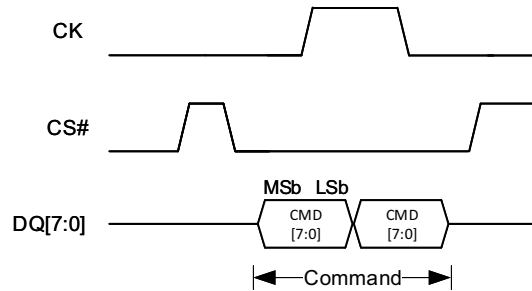 CK
CS#
MSb LSb
DQ[7:0]
CMD
[7:0]
CMD
[7:0]
Command